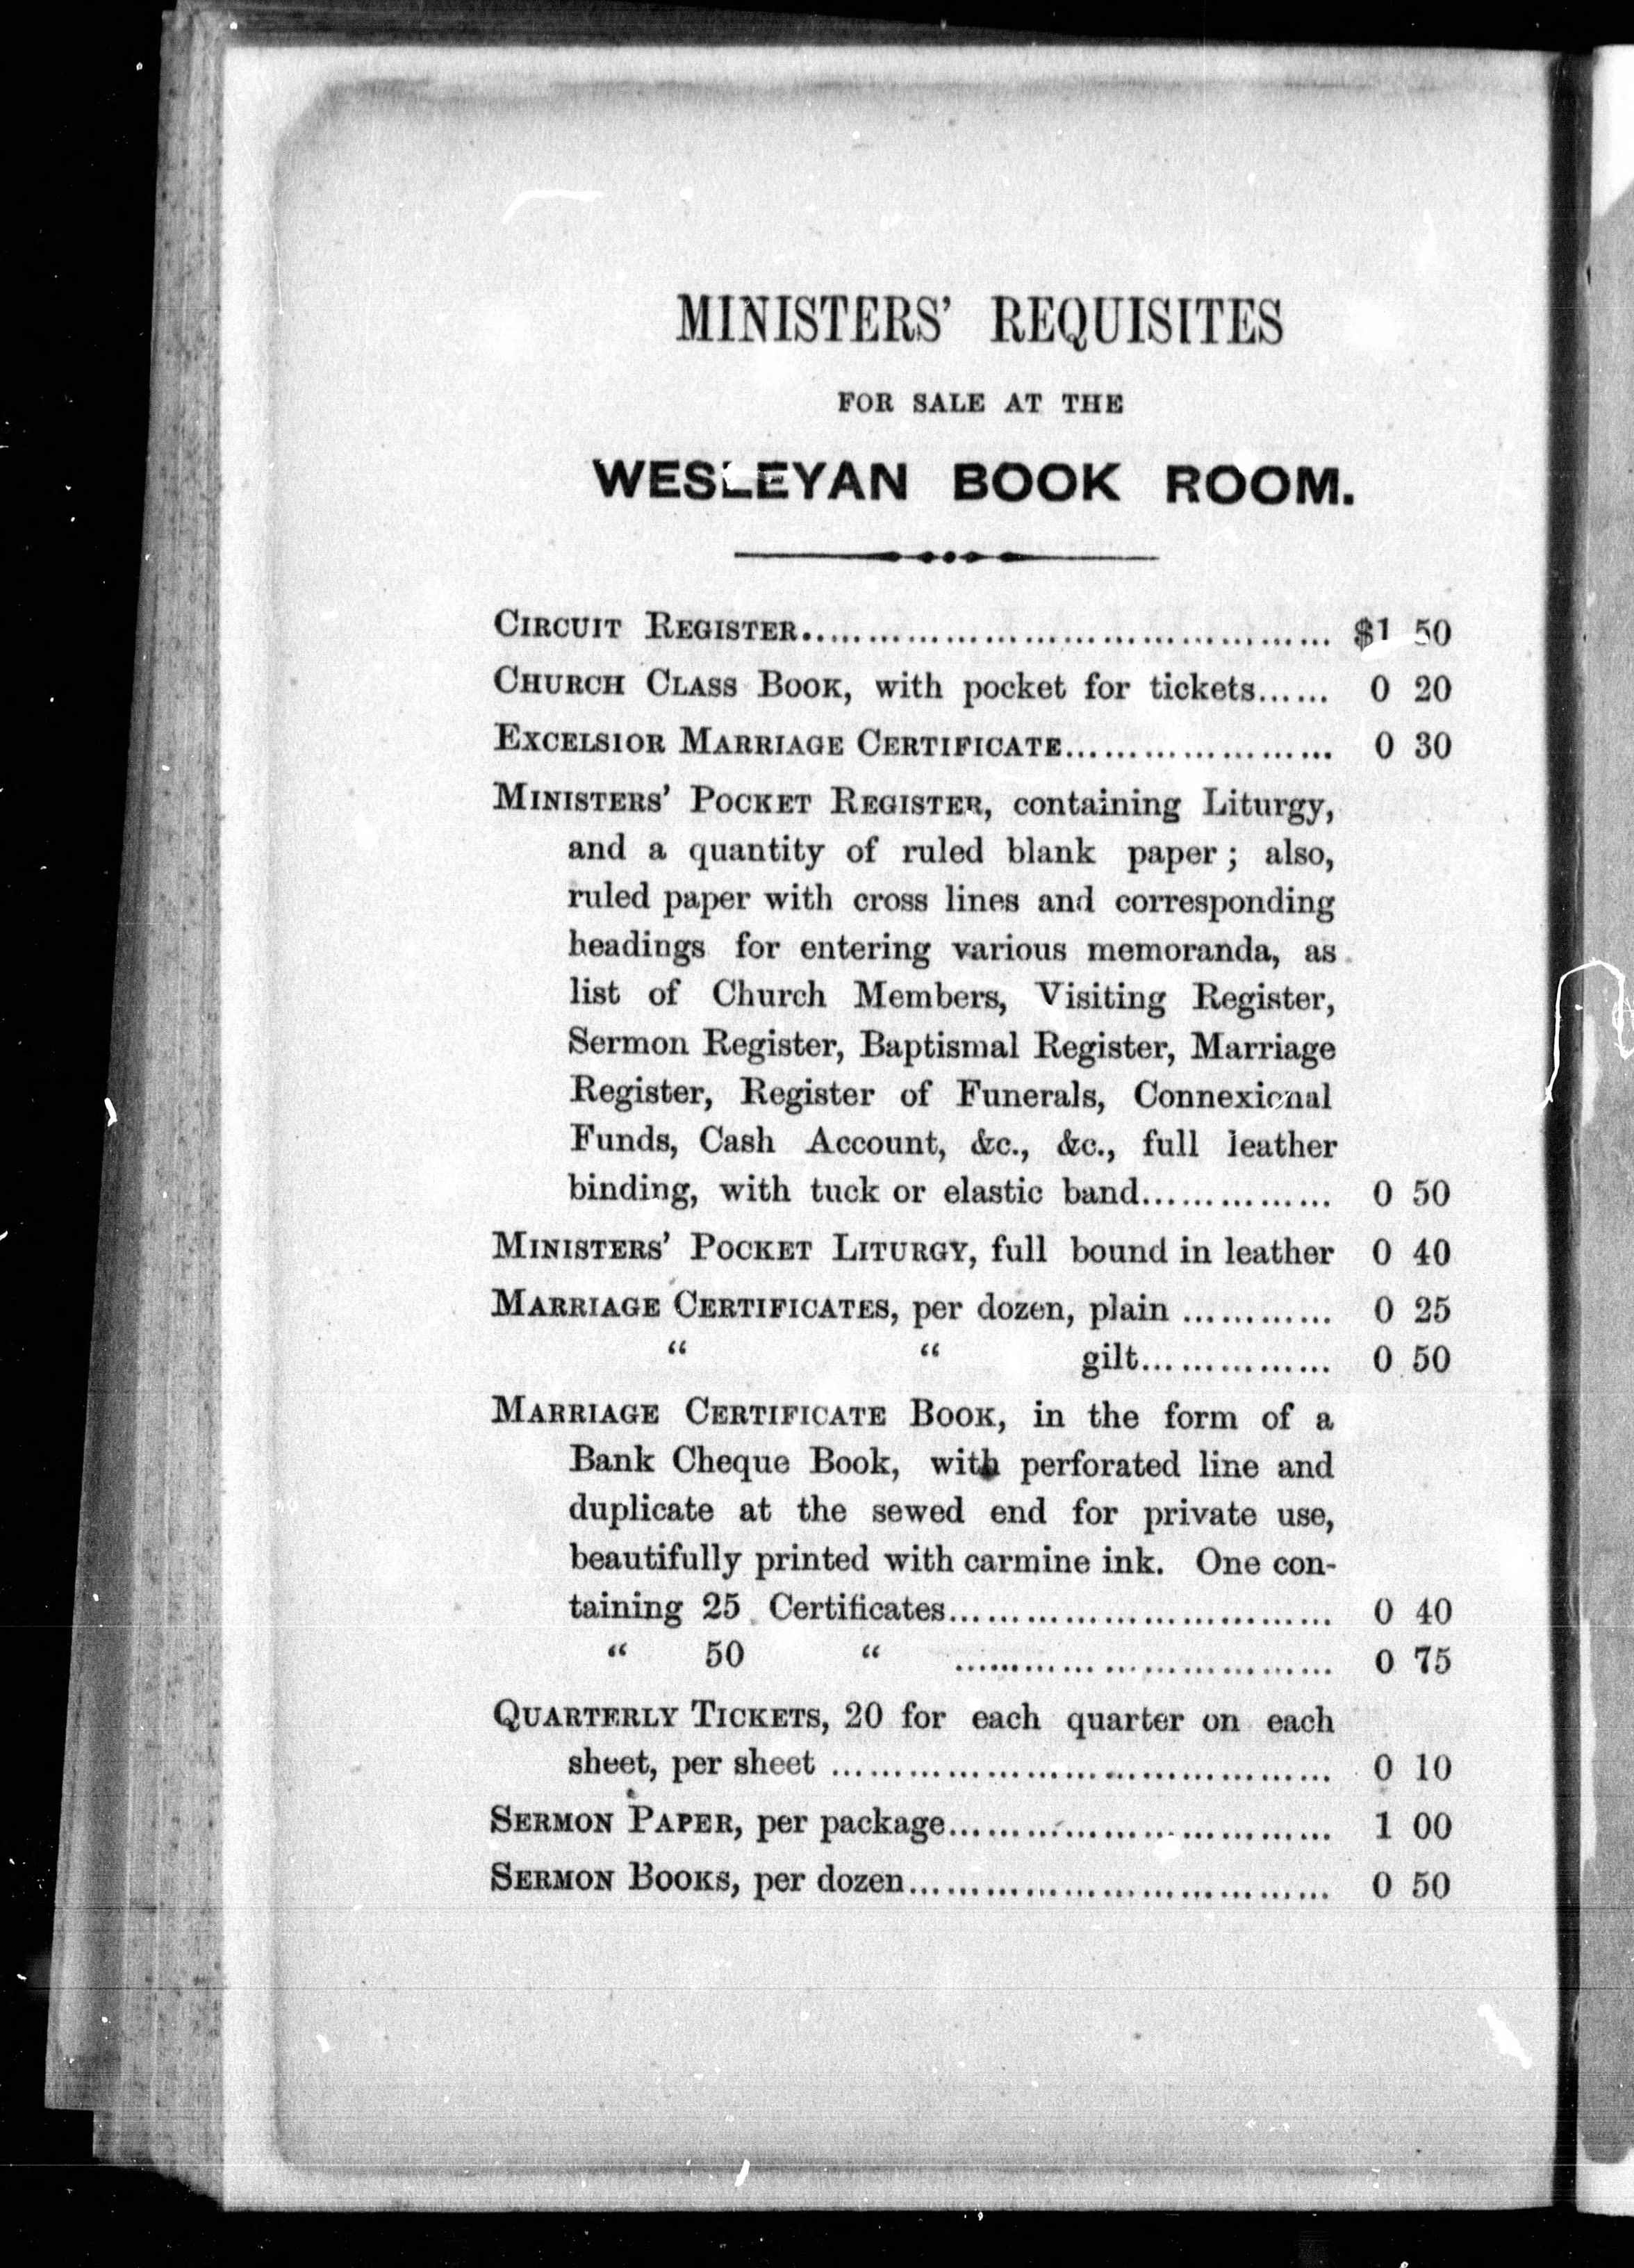 MINISTERS' REQUISITES
FOR SALE AT THE
WESLEYAN BOOK ROOM.
CIRCUIT REGISTER........................................ $1 50
CHURCH CLASS BOOK, with pocket for tickets...... 0 20
EXCELSIOR MARRIAGE CERTIFICATE..................... 0 30
MINISTERS' POCKET REGISTER, containing Liturgy,
and a quantity of ruled blank paper; also,
ruled paper with cross lines and corresponding
headings for entering various memoranda, as
list of Church Members, Visiting Register,
Sermon Register, Baptismal Register, Marriage
Register, Register of Funerals, Connexional
Funds, Cash Account, &c., &c., full leather
binding, with tuck or elastic band............... 0 50
MINISTERS' POCKET LITURGY, full bound in leather 0 40
MARRIAGE CERTIFICATES, per dozen, plain ............ 0 25
“ “ gilt............... 0 50
MARRIAGE CERTIFICATE BOOK, in the form of a
Bank Cheque Book, with perforated line and
duplicate at the sewed end for private use,
beautifully printed with carmine ink. One con-
taining 25 Certificates.............................. 0 40
“ 50 “ .............................. 0 75
QUARTERLY TICKETS, 20 for each quarter on each
sheet, per sheet ....................................... 0 10
SERMON PAPER, per package.............................. 1 00
SERMON BOOKS, per dozen................................. 0 50